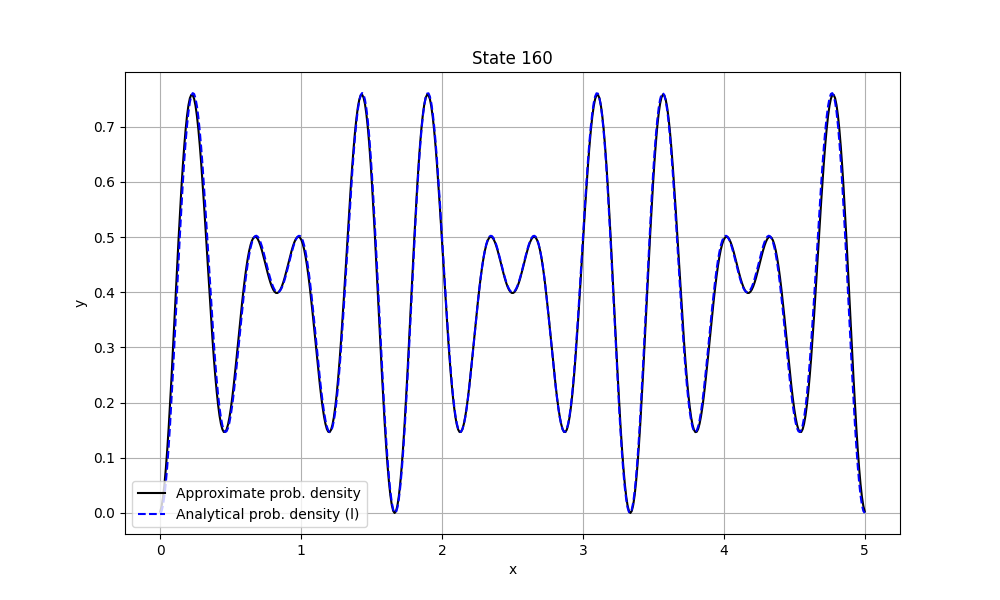 State 160
y
0.7
0.6
0.5
0.4
0.3
0.2
0.1
0.0
Approximate prob. density
Analytical prob. density (l)
0 1 2 3 4 5
x